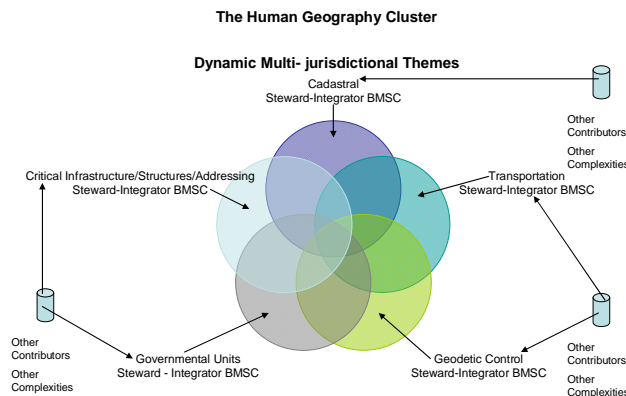 The Human Geography Cluster
Dynamic Multi- jurisdictional Themes
Cadastral
Steward-Integrator BMSC
Other
Contributors
Other
Complexities
Critical Infrastructure/Structures/Addressing
Steward-Integrator BMSC
Transportation
Steward-Integrator BMSC
Other
Contributors
Other
Complexities
Governmental Units
Steward - Integrator BMSC
Geodetic Control
Steward-Integrator BMSC
Other
Contributors
Other
Complexities